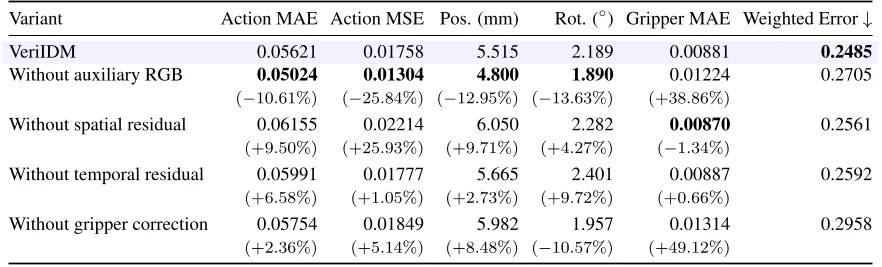 Variant Action MAE Action MSE Pos. (mm) Rot. (°) Gripper MAE Weighted Error ↓
VeriIDM 0.05621 0.01758 5.515 2.189 0.00881 0.2485
Without auxiliary RGB 0.05024 0.01304 4.800 1.890 0.01224 0.2705
(−10.61%) (−25.84%) (−12.95%) (−13.63%) (+38.86%)
Without spatial residual 0.06155 0.02214 6.050 2.282 0.00870 0.2561
(+9.50%) (+25.93%) (+9.71%) (+4.27%) (−1.34%)
Without temporal residual 0.05991 0.01777 5.665 2.401 0.00887 0.2592
(+6.58%) (+1.05%) (+2.73%) (+9.72%) (+0.66%)
Without gripper correction 0.05754 0.01849 5.982 1.957 0.01314 0.2958
(+2.36%) (+5.14%) (+8.48%) (−10.57%) (+49.12%)